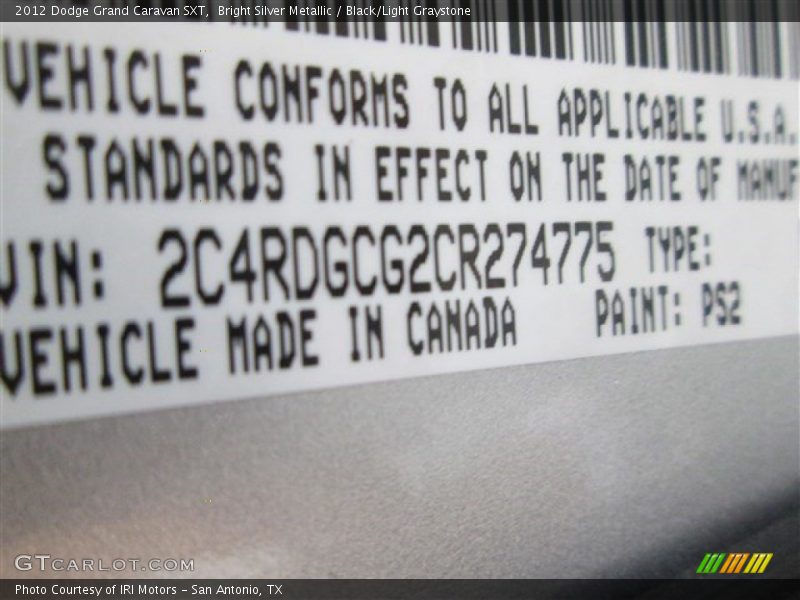 2012 Dodge Grand Caravan SXT,  Bright Silver Metallic / Black/Light Graystone
VEHICLE CONFORMS TO ALL APPLICABLE U.S.A.
STANDARDS IN EFFECT ON THE DATE OF MANUF
VIN: 2C4RDGCG2CR274775 TYPE:
VEHICLE MADE IN CANADA PAINT: PS2
GTCARLOT.COM
Photo Courtesy of IRI Motors – San Antonio, TX